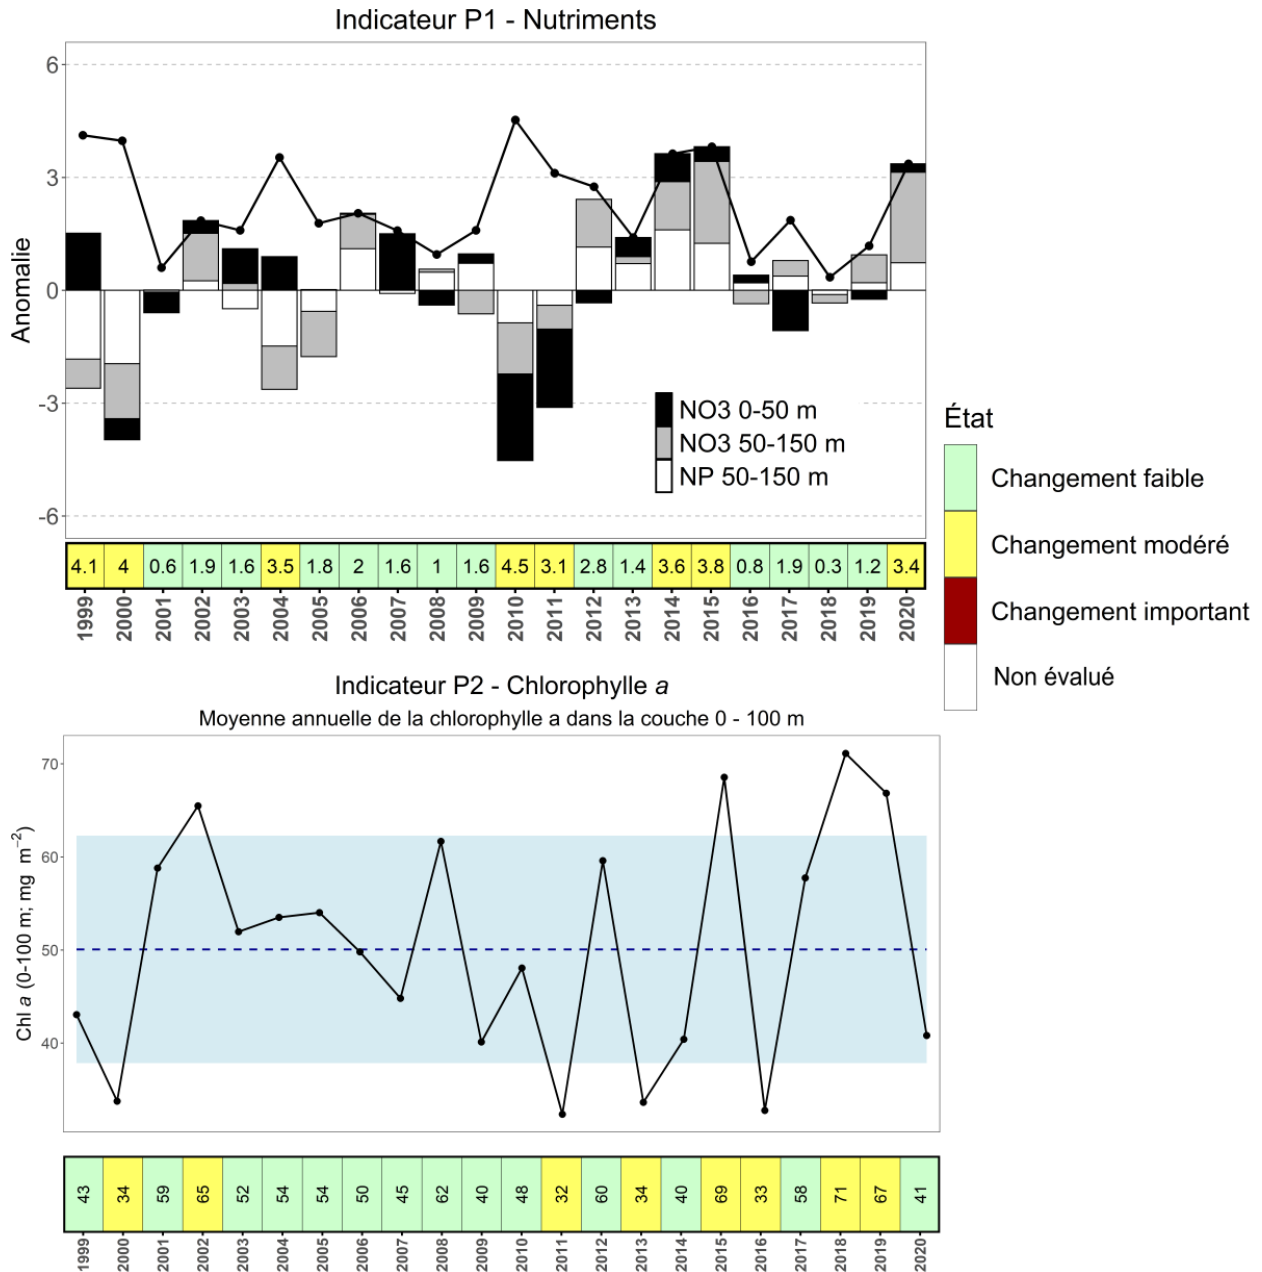 Indicateur P1 - Nutriments
Anomalie
6
3
0
-3
-6
NO3 0-50 m
NO3 50-150 m
NP 50-150 m
4.1 4 0.6 1.9 1.6 3.5 1.8 2 1.6 1 1.6 4.5 3.1 2.8 1.4 3.6 3.8 0.8 1.9 0.3 1.2 3.4
1999 2000 2001 2002 2003 2004 2005 2006 2007 2008 2009 2010 2011 2012 2013 2014 2015 2016 2017 2018 2019 2020
État
Changement faible
Changement modéré
Changement important
Non évalué
Indicateur P2 - Chlorophylle a
Moyenne annuelle de la chlorophylle a dans la couche 0 - 100 m
Chl a (0-100 m; mg m⁻²)
70
60
50
40
43 34 59 65 52 54 54 50 45 62 40 48 32 60 34 40 69 33 58 71 67 41
1999 2000 2001 2002 2003 2004 2005 2006 2007 2008 2009 2010 2011 2012 2013 2014 2015 2016 2017 2018 2019 2020